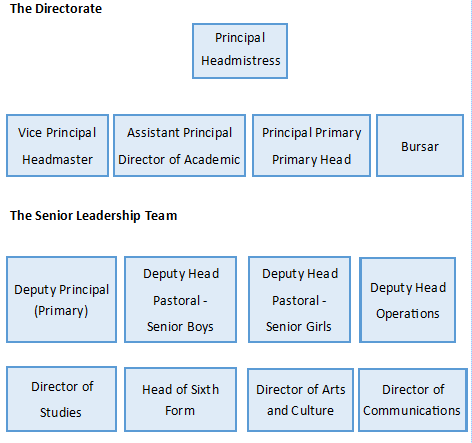 The Directorate
Principal
Headmistress
Vice Principal
Headmaster
Assistant Principal
Director of Academic
Principal Primary
Primary Head
Bursar
The Senior Leadership Team
Deputy Principal
(Primary)
Deputy Head
Pastoral -
Senior Boys
Deputy Head
Pastoral -
Senior Girls
Deputy Head
Operations
Director of
Studies
Head of Sixth
Form
Director of Arts
and Culture
Director of
Communications